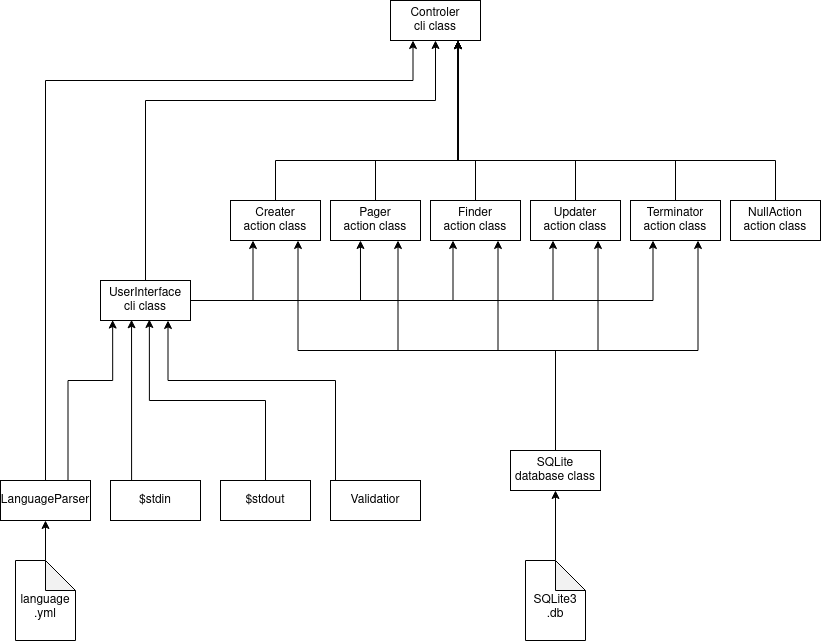 Controler
cli class
Creater
action class
Pager
action class
Finder
action class
Updater
action class
Terminator
action class
NullAction
action class
UserInterface
cli class
SQLite
database class
LanguageParser
$stdin
$stdout
Validatior
language
.yml
SQLite3
.db